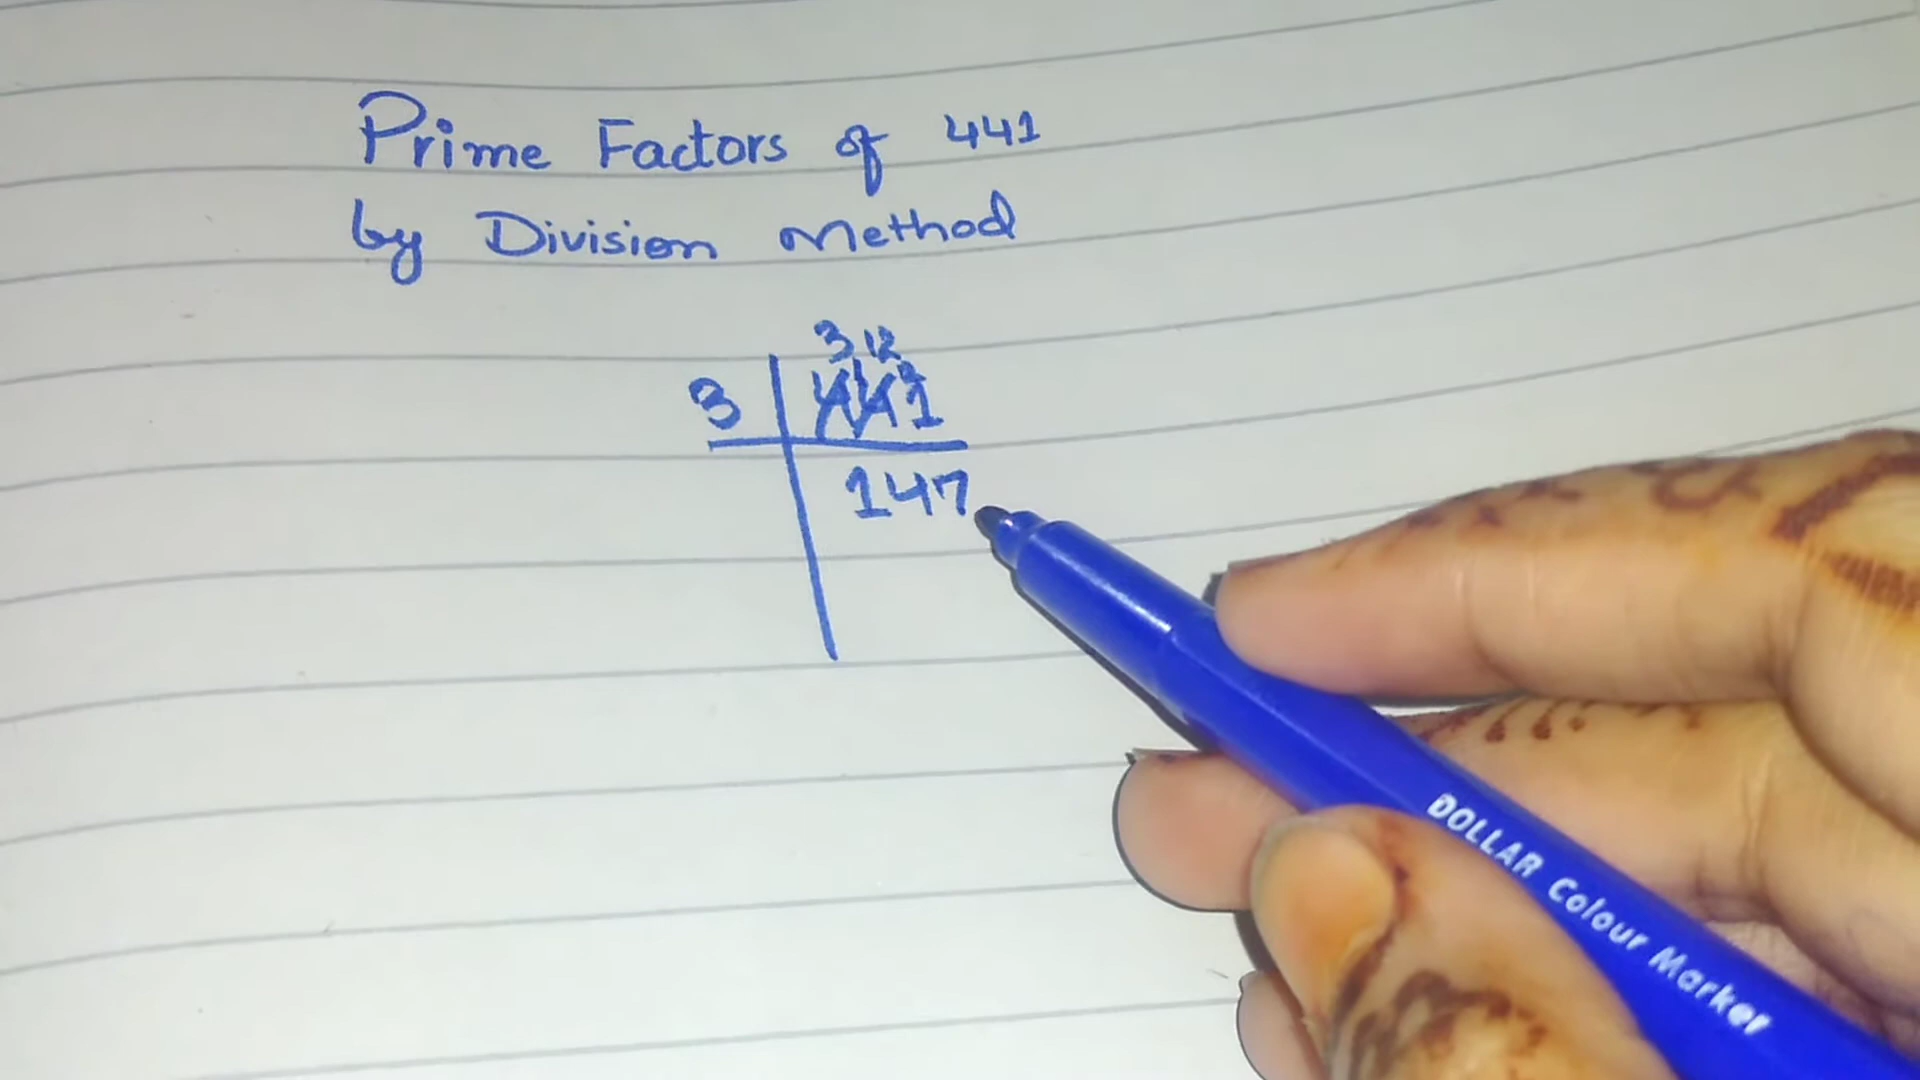 Prime Factors of 441
by Division Method
3 12
3 441
147
DOLLAR Colour Marker